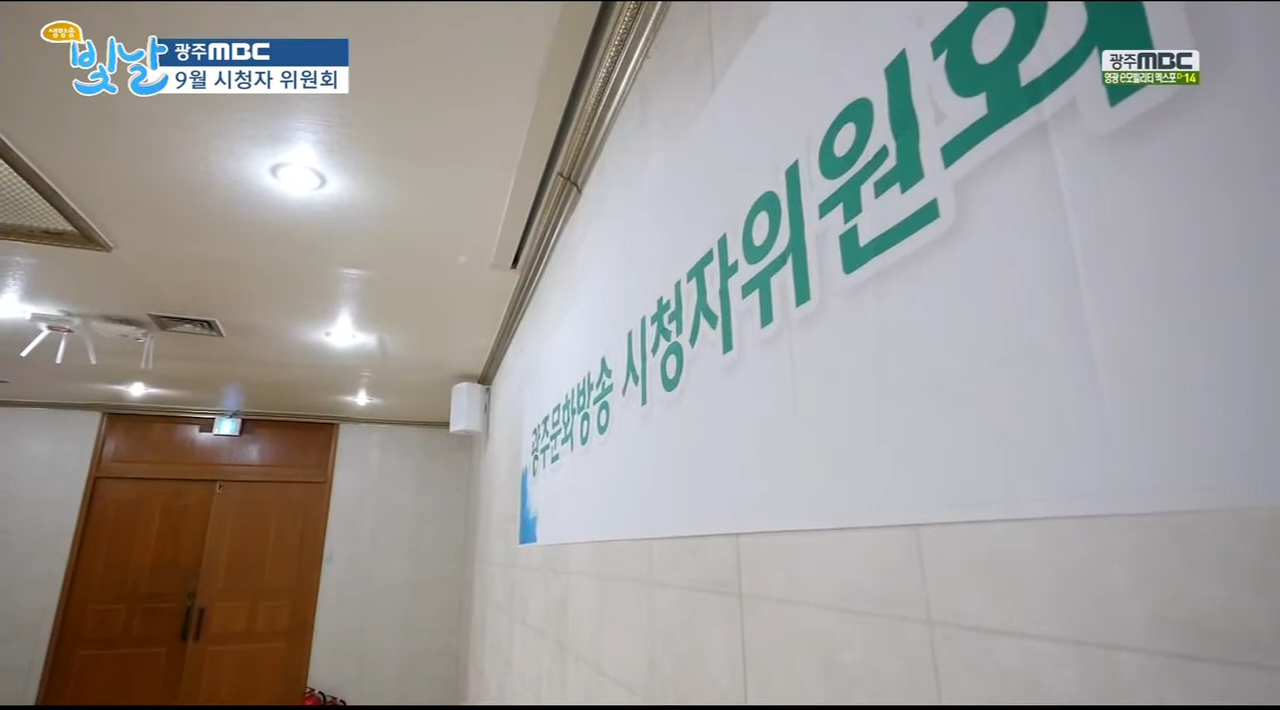 생방송
빛날
광주MBC
9월 시청자 위원회
광주MBC
영광 e모빌리티 엑스포 D-14
광주문화방송 시청자위원회